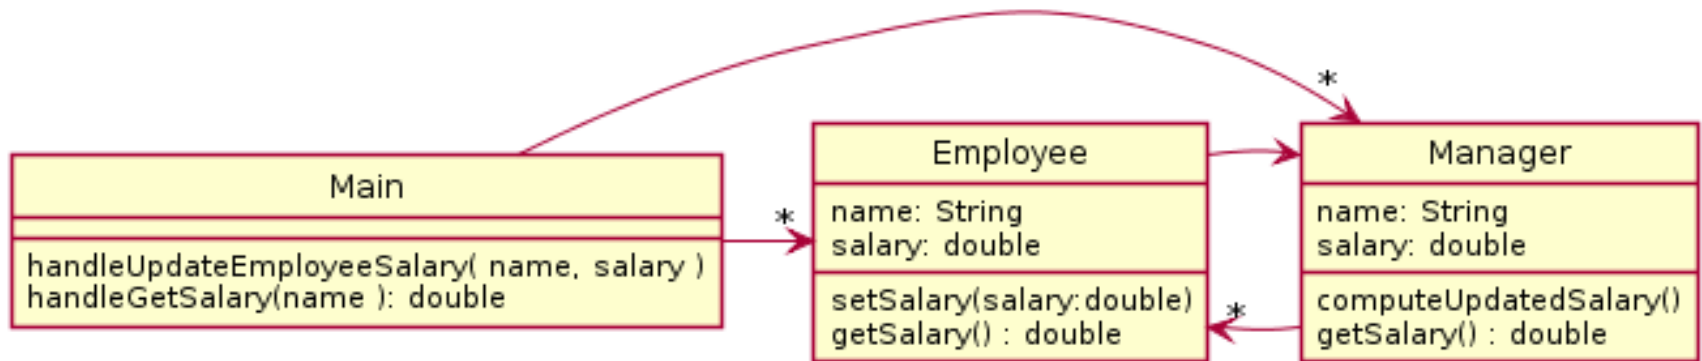 Main
handleUpdateEmployeeSalary( name, salary )
handleGetSalary(name ): double
*
*
Employee
name: String
salary: double
setSalary(salary:double)
getSalary() : double
*
Manager
name: String
salary: double
computeUpdatedSalary()
getSalary() : double